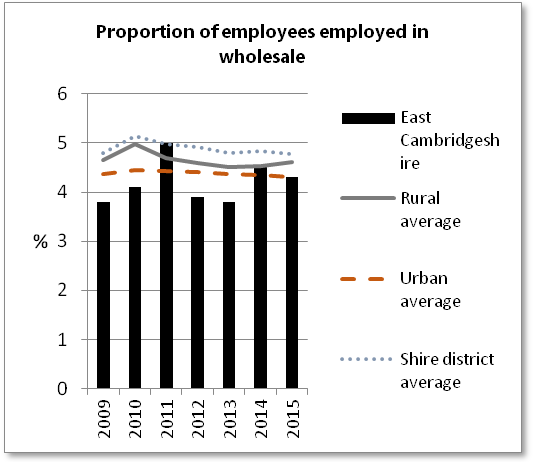 Proportion of employees employed in
wholesale
6
5
4
3
2
1
0
%
2009
2010
2011
2012
2013
2014
2015
East
Cambridgesh
ire
Rural
average
Urban
average
Shire district
average